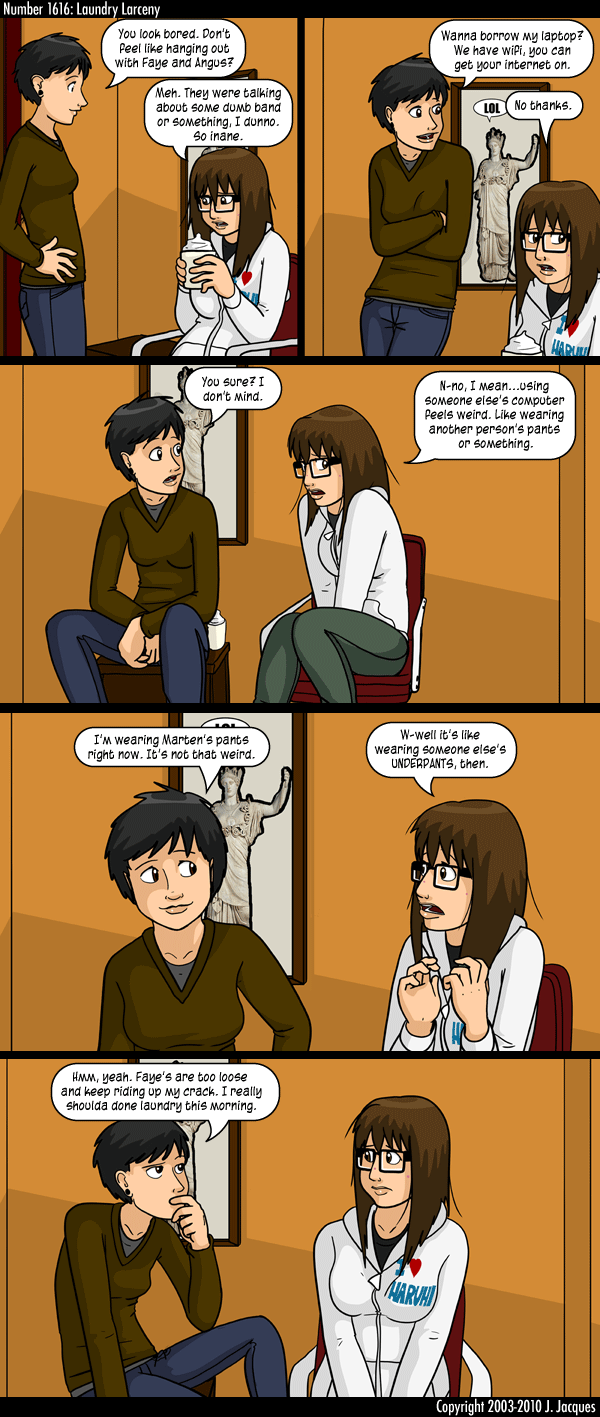 Number 1616: Laundry Larceny
You look bored. Don't
feel like hanging out
with Faye and Angus?
Meh. They were talking
about some dumb band
or something, I dunno.
So inane.
I ♥
HARUHI
Wanna borrow my laptop?
We have wifi, you can
get your internet on.
LOL
No thanks.
I ♥
HARUHI
You sure? I
don't mind.
N-no, I mean...using
someone else's computer
feels weird. Like wearing
another person's pants
or something.
LOL
I'm wearing Marten's pants
right now. It's not that weird.
W-well it's like
wearing someone else's
UNDERPANTS, then.
Hmm, yeah. Faye's are too loose
and keep riding up my crack. I really
shoulda done laundry this morning.
I ♥
HARUHI
Copyright 2003-2010 J. Jacques